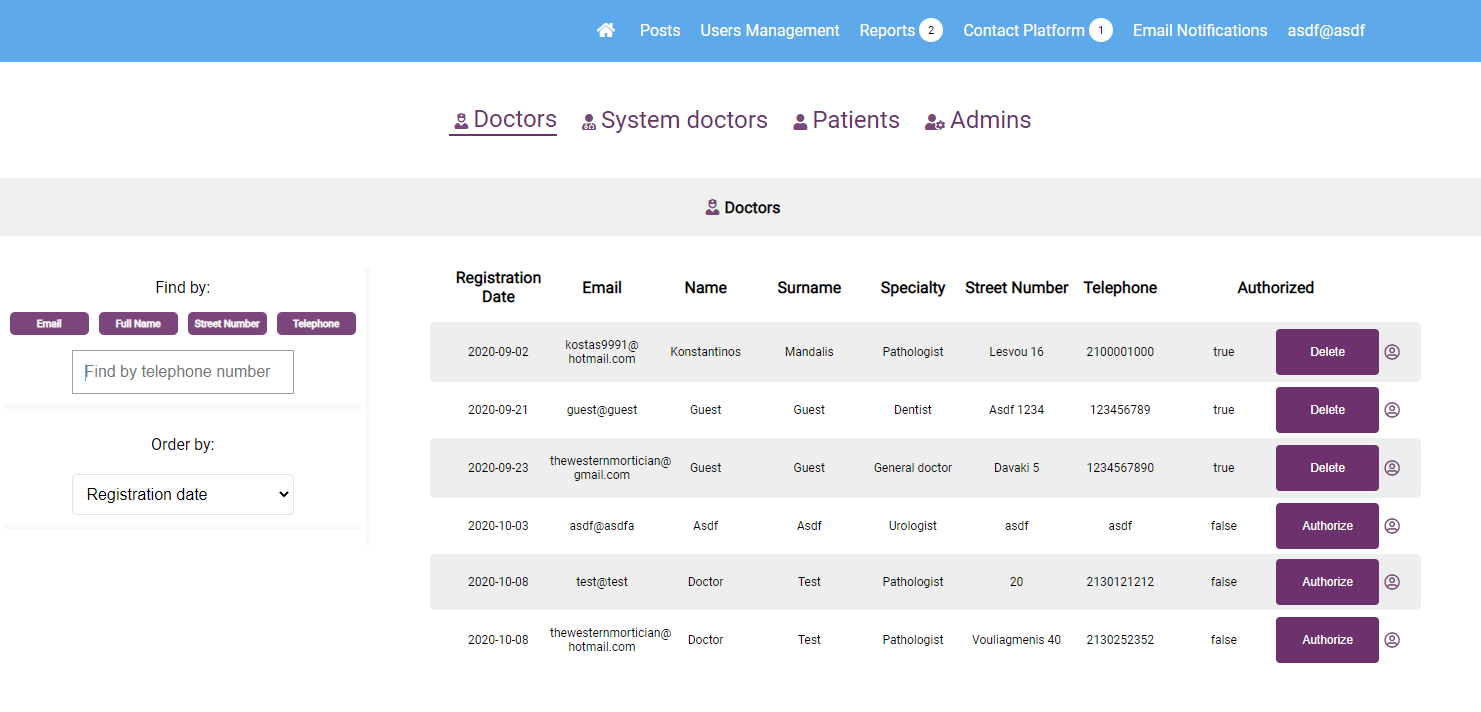 Posts Users Management Reports 2 Contact Platform 1 Email Notifications asdf@asdf
Doctors System doctors Patients Admins
Doctors
Find by:
Email Full Name Street Number Telephone
Find by telephone number
Order by:
Registration date
Registration Date Email Name Surname Specialty Street Number Telephone Authorized
2020-09-02 kostas9991@hotmail.com Konstantinos Mandalis Pathologist Lesvou 16 2100001000 true Delete
2020-09-21 guest@guest Guest Guest Dentist Asdf 1234 123456789 true Delete
2020-09-23 thewesternmortician@gmail.com Guest Guest General doctor Davaki 5 1234567890 true Delete
2020-10-03 asdf@asdfa Asdf Asdf Urologist asdf asdf false Authorize
2020-10-08 test@test Doctor Test Pathologist 20 2130121212 false Authorize
2020-10-08 thewesternmortician@hotmail.com Doctor Test Pathologist Vouliagmenis 40 2130252352 false Authorize